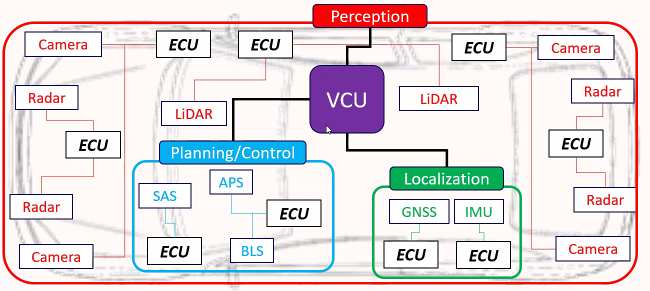 Perception
Camera
ECU
ECU
ECU
Camera
Radar
LiDAR
VCU
LiDAR
Radar
ECU
ECU
Planning/Control
Localization
SAS
APS
GNSS
IMU
Radar
ECU
Radar
Camera
ECU
BLS
ECU
ECU
Camera